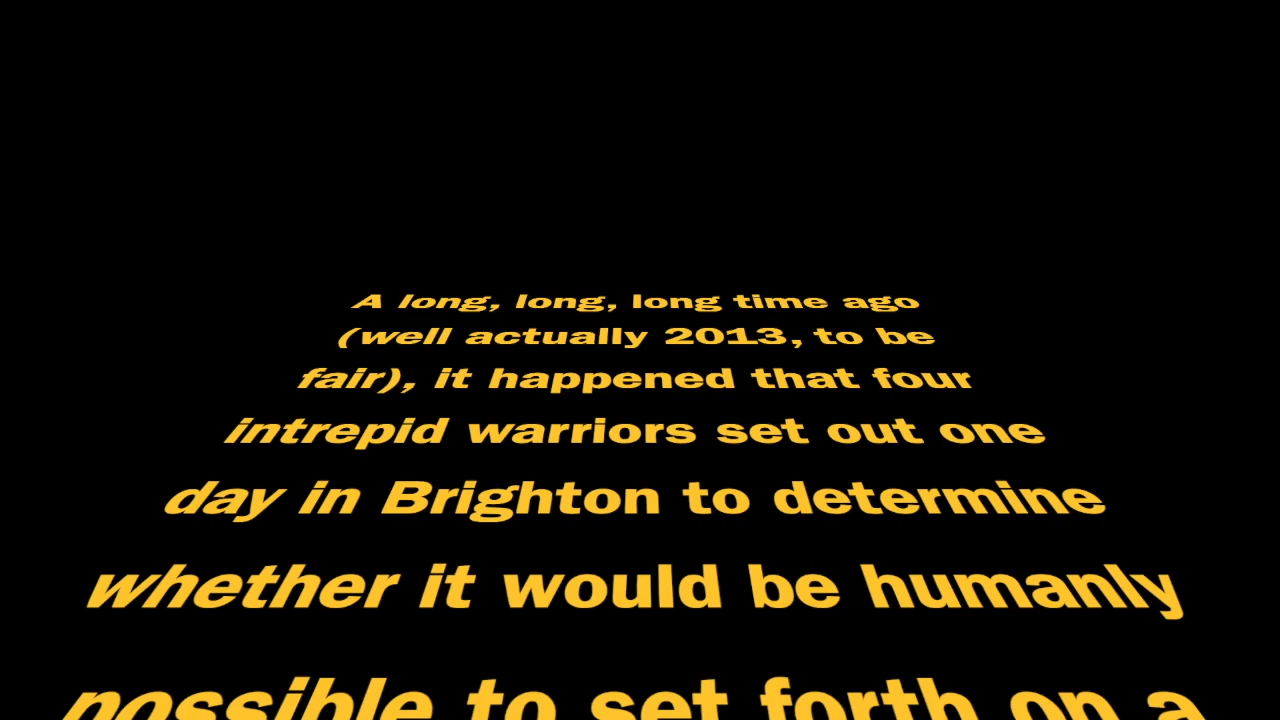 A long, long, long time ago
(well actually 2013, to be
fair), it happened that four
intrepid warriors set out one
day in Brighton to determine
whether it would be humanly
possible to set forth on a